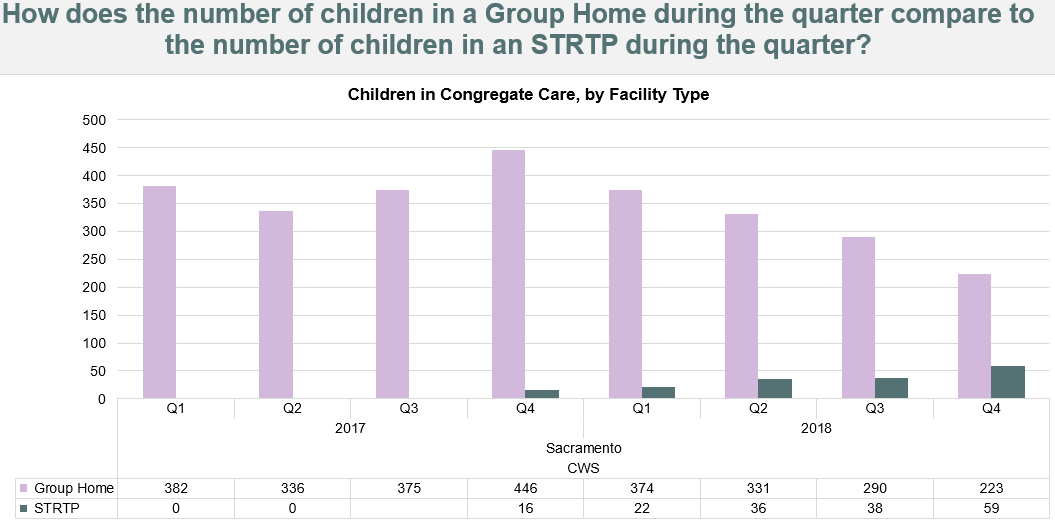 How does the number of children in a Group Home during the quarter compare to
the number of children in an STRTP during the quarter?
Children in Congregate Care, by Facility Type
500
450
400
350
300
250
200
150
100
50
0
Q1 Q2 Q3 Q4 Q1 Q2 Q3 Q4
2017 2018
Sacramento
CWS
Group Home 382 336 375 446 374 331 290 223
STRTP 0 0 16 22 36 38 59